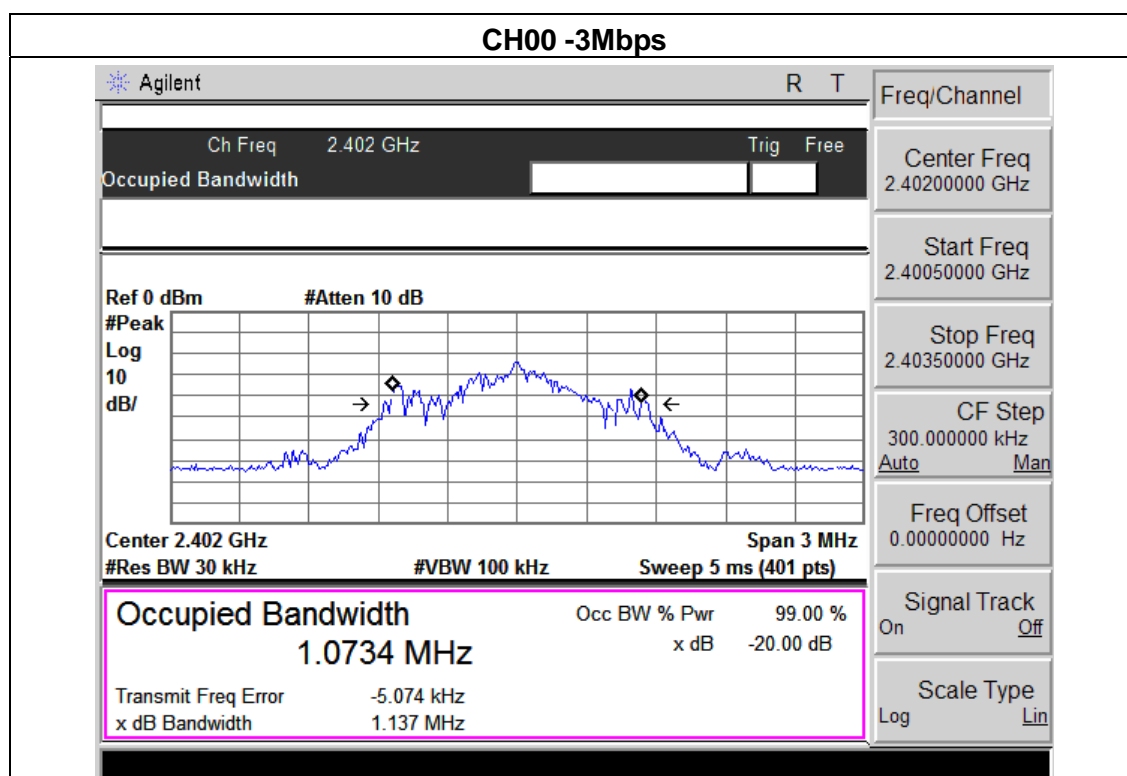 CH00 -3Mbps
Agilent R T
Ch Freq 2.402 GHz Trig Free
Occupied Bandwidth
Ref 0 dBm #Atten 10 dB
#Peak
Log
10
dB/
Center 2.402 GHz Span 3 MHz
#Res BW 30 kHz #VBW 100 kHz Sweep 5 ms (401 pts)
Occupied Bandwidth
1.0734 MHz
Occ BW % Pwr 99.00 %
x dB -20.00 dB
Transmit Freq Error -5.074 kHz
x dB Bandwidth 1.137 MHz
Freq/Channel
Center Freq
2.40200000 GHz
Start Freq
2.40050000 GHz
Stop Freq
2.40350000 GHz
CF Step
300.000000 kHz
Auto Man
Freq Offset
0.00000000 Hz
Signal Track
On Off
Scale Type
Log Lin